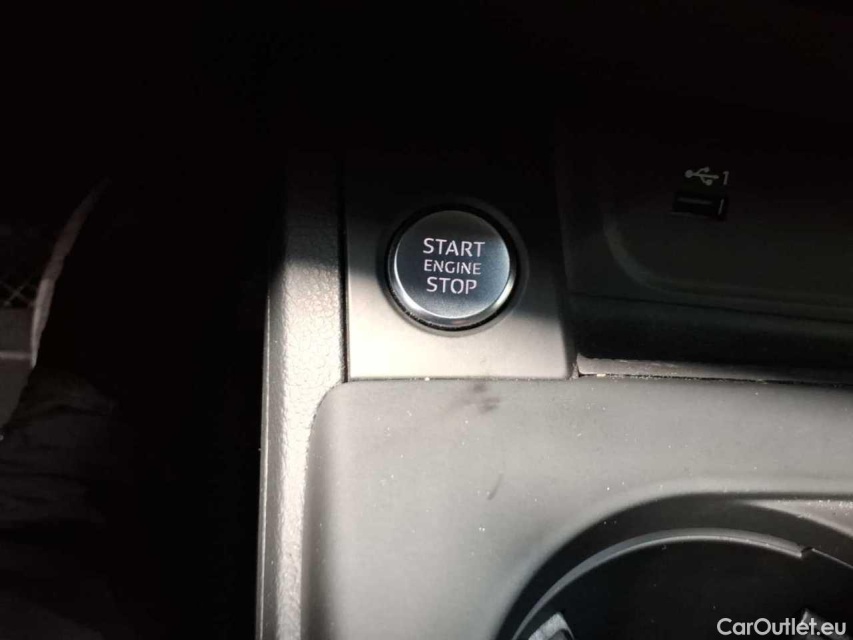 1
START
ENGINE
STOP
CarOutlet.eu